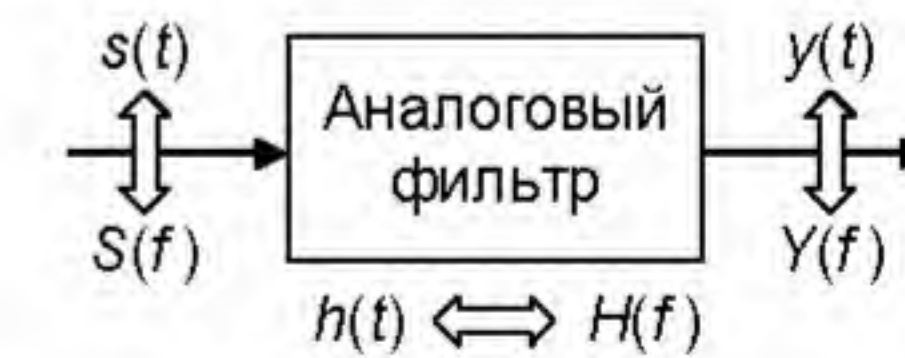 s(t)
y(t)
Аналоговый
фильтр
S(f)
Y(f)
h(t) ⟺ H(f)